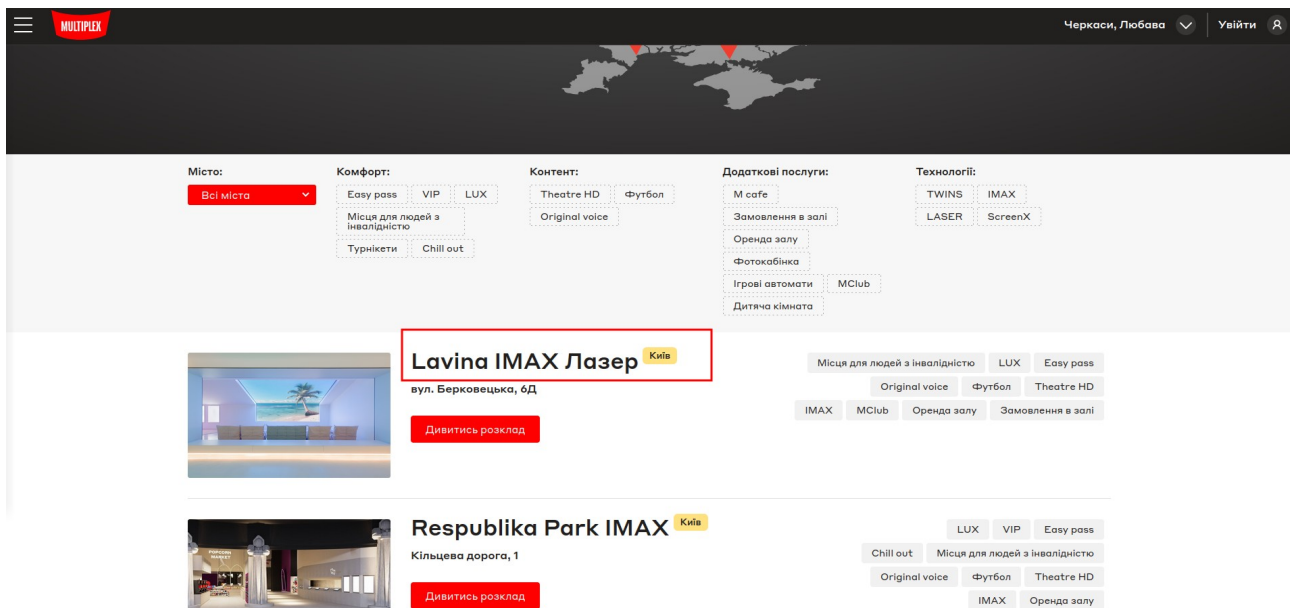 MULTIPLEX
Черкаси, Любава
Увійти
Місто:
Всі міста
Комфорт:
Easy pass VIP LUX
Місця для людей з
інвалідністю
Турнікети Chill out
Контент:
Theatre HD Футбол
Original voice
Додаткові послуги:
M cafe
Замовлення в залі
Оренда залу
Фотокабінка
Ігрові автомати MClub
Дитяча кімната
Технології:
TWINS IMAX
LASER ScreenX
Lavina IMAX Лазер Київ
вул. Берковецька, 6Д
Дивитись розклад
Місця для людей з інвалідністю LUX Easy pass
Original voice Футбол Theatre HD
IMAX MClub Оренда залу Замовлення в залі
POPCORN
MARKET
Respublika Park IMAX Київ
Кільцева дорога, 1
Дивитись розклад
LUX VIP Easy pass
Chill out Місця для людей з інвалідністю
Original voice Футбол Theatre HD
IMAX Оренда залу